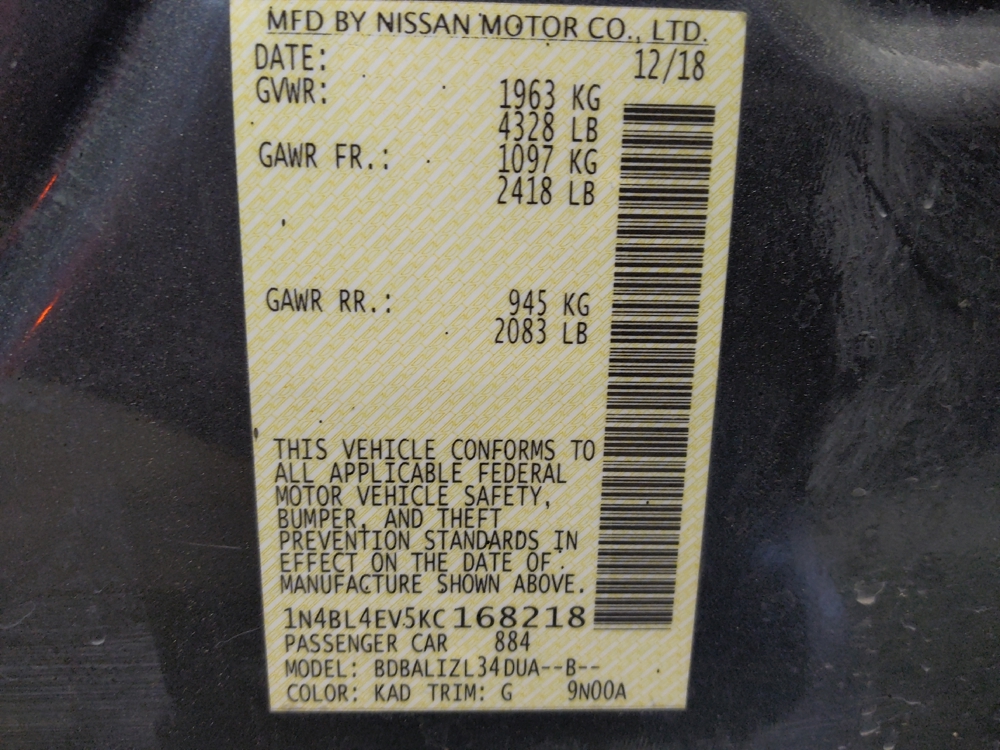 MFD BY NISSAN MOTOR CO., LTD.
DATE: 12/18
GVWR: 1963 KG
4328 LB
GAWR FR.: 1097 KG
2418 LB
GAWR RR.: 945 KG
2083 LB
THIS VEHICLE CONFORMS TO
ALL APPLICABLE FEDERAL
MOTOR VEHICLE SAFETY,
BUMPER, AND THEFT
PREVENTION STANDARDS IN
EFFECT ON THE DATE OF
MANUFACTURE SHOWN ABOVE.
1N4BL4EV5KC168218
PASSENGER CAR 884
MODEL: BDBALIZL34DUA--B--
COLOR: KAD TRIM: G 9N00A